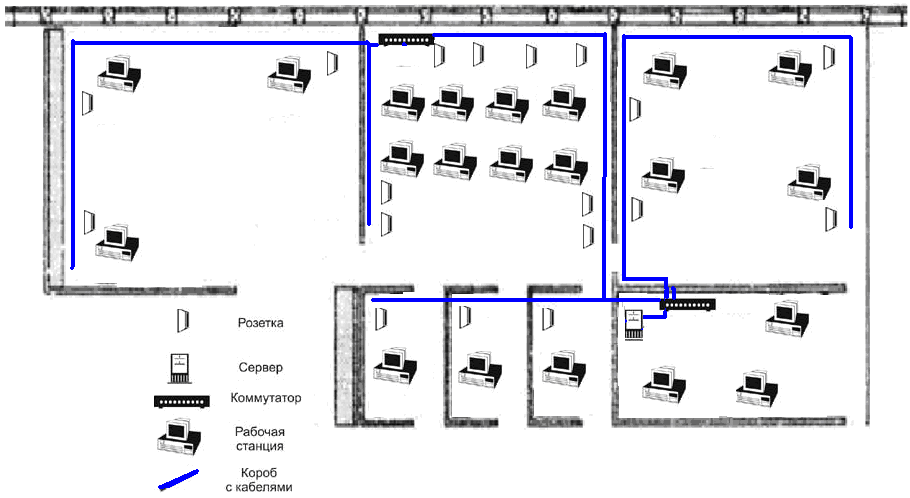 Розетка
Сервер
Коммутатор
Рабочая
станция
Короб
с кабелями